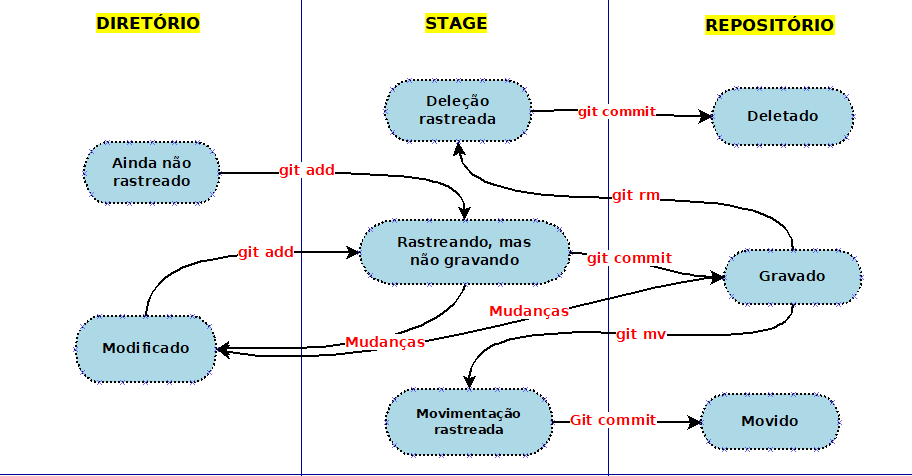 DIRETÓRIO
STAGE
REPOSITÓRIO
Deleção
rastreada
git commit
Deletado
Ainda não
rastreado
git add
git rm
Rastreando, mas
não gravando
git add
git commit
Gravado
Mudanças
Mudanças
git mv
Modificado
Movimentação
rastreada
Git commit
Movido